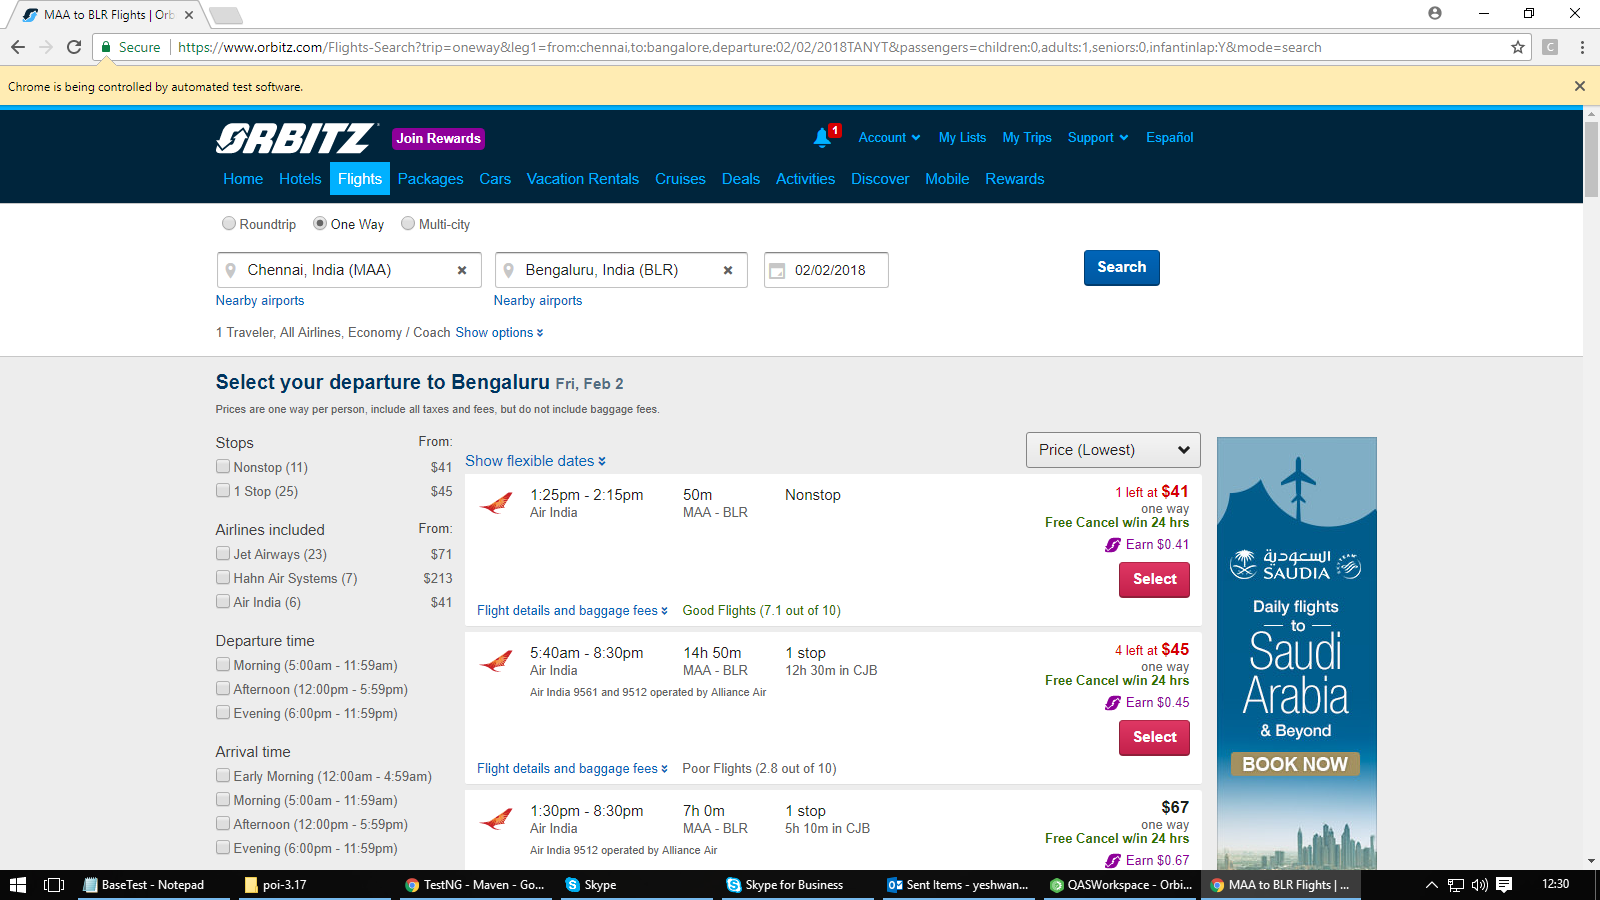 MAA to BLR Flights | Orb
Secure
https://www.orbitz.com/Flights-Search?trip=oneway&leg1=from:chennai,to:bangalore,departure:02/02/2018TANYT&passengers=children:0,adults:1,seniors:0,infantinlap:Y&mode=search
C
Chrome is being controlled by automated test software.
ORBITZ Join Rewards
1 Account My Lists My Trips Support Español
Home Hotels Flights Packages Cars Vacation Rentals Cruises Deals Activities Discover Mobile Rewards
Roundtrip One Way Multi-city
Chennai, India (MAA) Bengaluru, India (BLR) 02/02/2018 Search
Nearby airports Nearby airports
1 Traveler, All Airlines, Economy / Coach Show options
Select your departure to Bengaluru Fri, Feb 2
Prices are one way per person, include all taxes and fees, but do not include baggage fees.
Stops From:
Nonstop (11) $41
1 Stop (25) $45
Airlines included From:
Jet Airways (23) $71
Hahn Air Systems (7) $213
Air India (6) $41
Departure time
Morning (5:00am - 11:59am)
Afternoon (12:00pm - 5:59pm)
Evening (6:00pm - 11:59pm)
Arrival time
Early Morning (12:00am - 4:59am)
Morning (5:00am - 11:59am)
Afternoon (12:00pm - 5:59pm)
Evening (6:00pm - 11:59pm)
Show flexible dates
Price (Lowest)
1:25pm - 2:15pm 50m Nonstop 1 left at $41
Air India MAA - BLR one way
Free Cancel w/in 24 hrs
Earn $0.41
Select
Flight details and baggage fees Good Flights (7.1 out of 10)
5:40am - 8:30pm 14h 50m 1 stop 4 left at $45
Air India MAA - BLR 12h 30m in CJB one way
Free Cancel w/in 24 hrs
Air India 9561 and 9512 operated by Alliance Air
Earn $0.45
Select
Flight details and baggage fees Poor Flights (2.8 out of 10)
1:30pm - 8:30pm 7h 0m 1 stop $67
Air India MAA - BLR 5h 10m in CJB one way
Free Cancel w/in 24 hrs
Air India 9512 operated by Alliance Air
Earn $0.67
السعودية
SAUDIA
Daily flights
to
Saudi
Arabia
& Beyond
BOOK NOW
BaseTest - Notepad poi-3.17 TestNG - Maven - Go... Skype Skype for Business Sent Items - yeshwan... QASWorkspace - Orbi... MAA to BLR Flights | ... 12:30